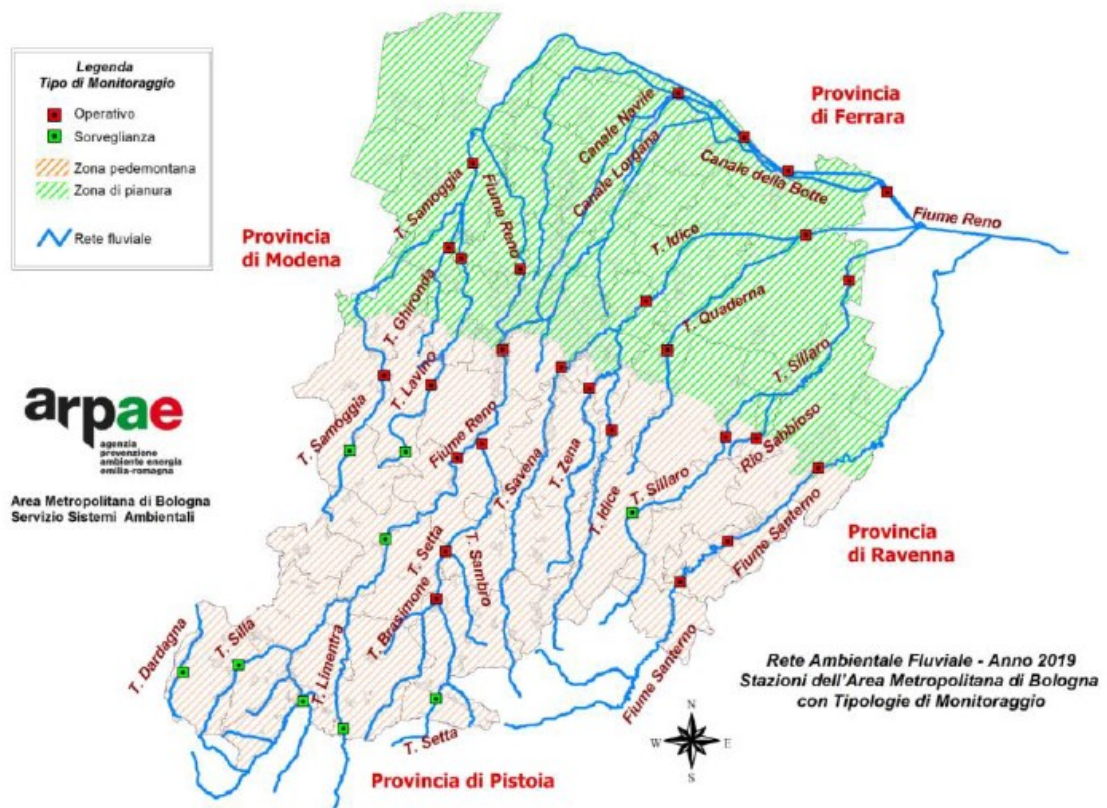 Legenda
Tipo di Monitoraggio
Operativo
Sorveglianza
Zona pedemontana
Zona di pianura
Rete fluviale
Provincia
di Ferrara
Canale Navile
Canale Lorgana
Canale della Botte
Fiume Reno
T. Samoggia
Fiume Reno
Provincia
di Modena
T. Idice
T. Ghironda
T. Quaderna
T. Lavino
T. Sillaro
arpae
agenzia
prevenzione
ambiente energia
emilia-romagna
Area Metropolitana di Bologna
Servizio Sistemi Ambientali
T. Samoggia
Fiume Reno
T. Savena
T. Zena
T. Idice
T. Sillaro
Rio Sabbioso
Fiume Santerno
Provincia
di Ravenna
T. Setta
T. Sambro
T. Brasimone
T. Dardagna
T. Silla
T. Limentra
Fiume Santerno
T. Setta
Rete Ambientale Fluviale - Anno 2019
Stazioni dell'Area Metropolitana di Bologna
con Tipologie di Monitoraggio
N
W E
S
Provincia di Pistoia